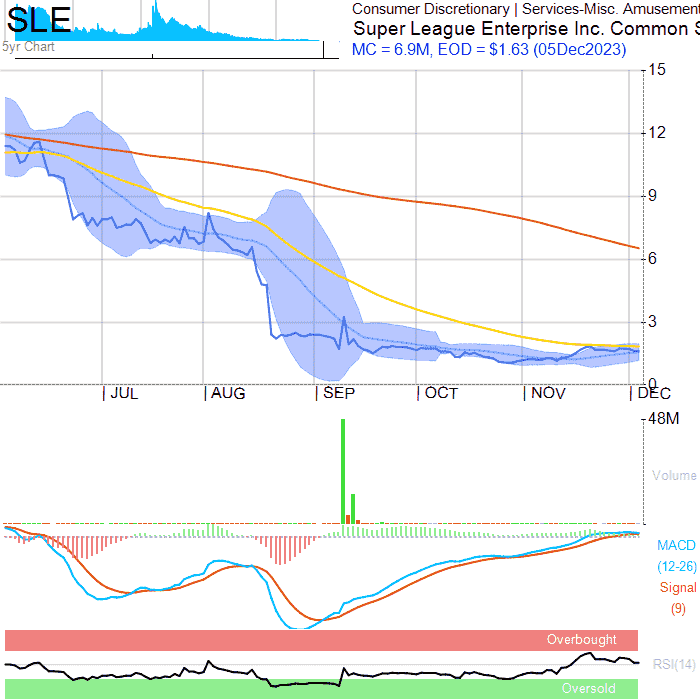 SLE
5yr Chart
Consumer Discretionary | Services-Misc. Amusement
Super League Enterprise Inc. Common S
MC = 6.9M, EOD = $1.63 (05Dec2023)
15
12
9
6
3
0
| JUL | AUG | SEP | OCT | NOV | DEC
48M
Volume
MACD
(12-26)
Signal
(9)
Overbought
RSI(14)
Oversold